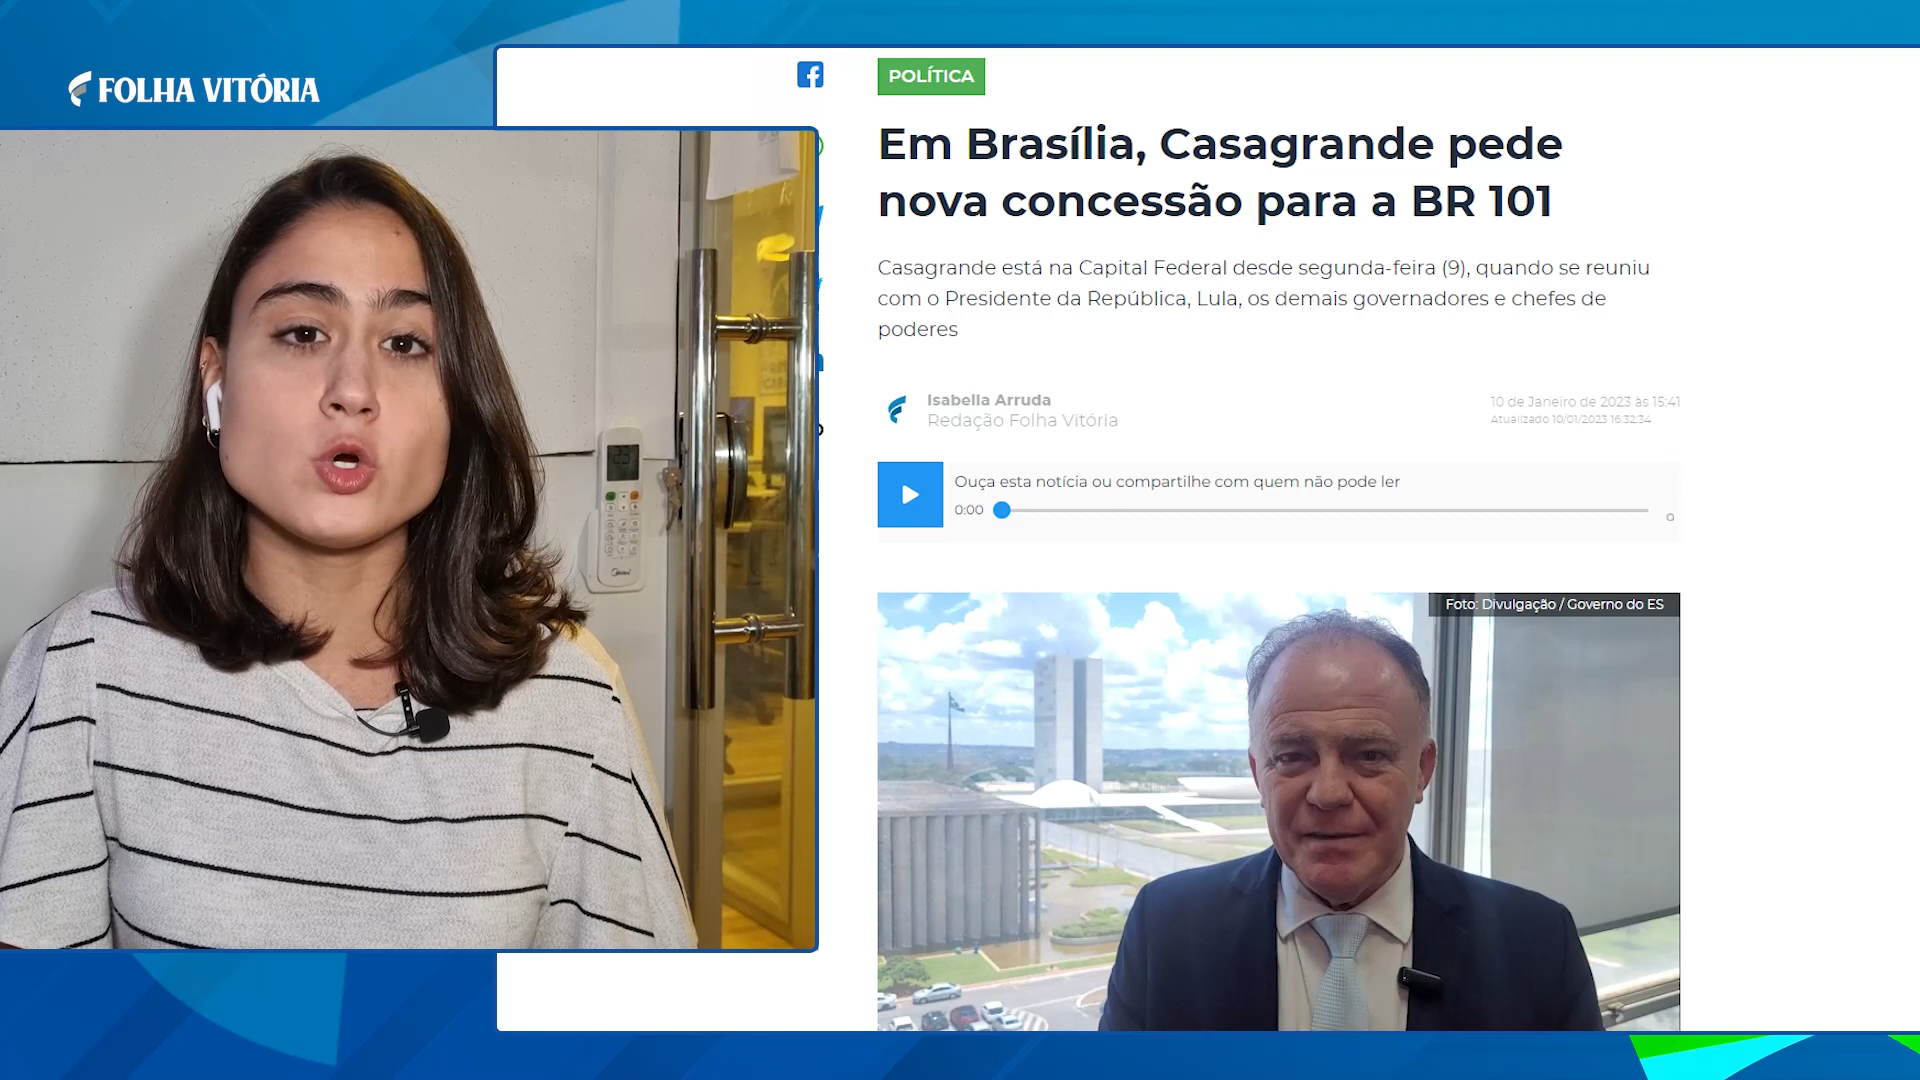 FOLHA VITÓRIA
POLÍTICA
Em Brasília, Casagrande pede
nova concessão para a BR 101
Casagrande está na Capital Federal desde segunda-feira (9), quando se reuniu
com o Presidente da República, Lula, os demais governadores e chefes de
poderes
Isabella Arruda
Redação Folha Vitória
10 de Janeiro de 2023 às 15:41
Atualizado 10/01/2023 16:32:34
Ouça esta notícia ou compartilhe com quem não pode ler
0:00
Foto: Divulgação / Governo do ES
23
Midea